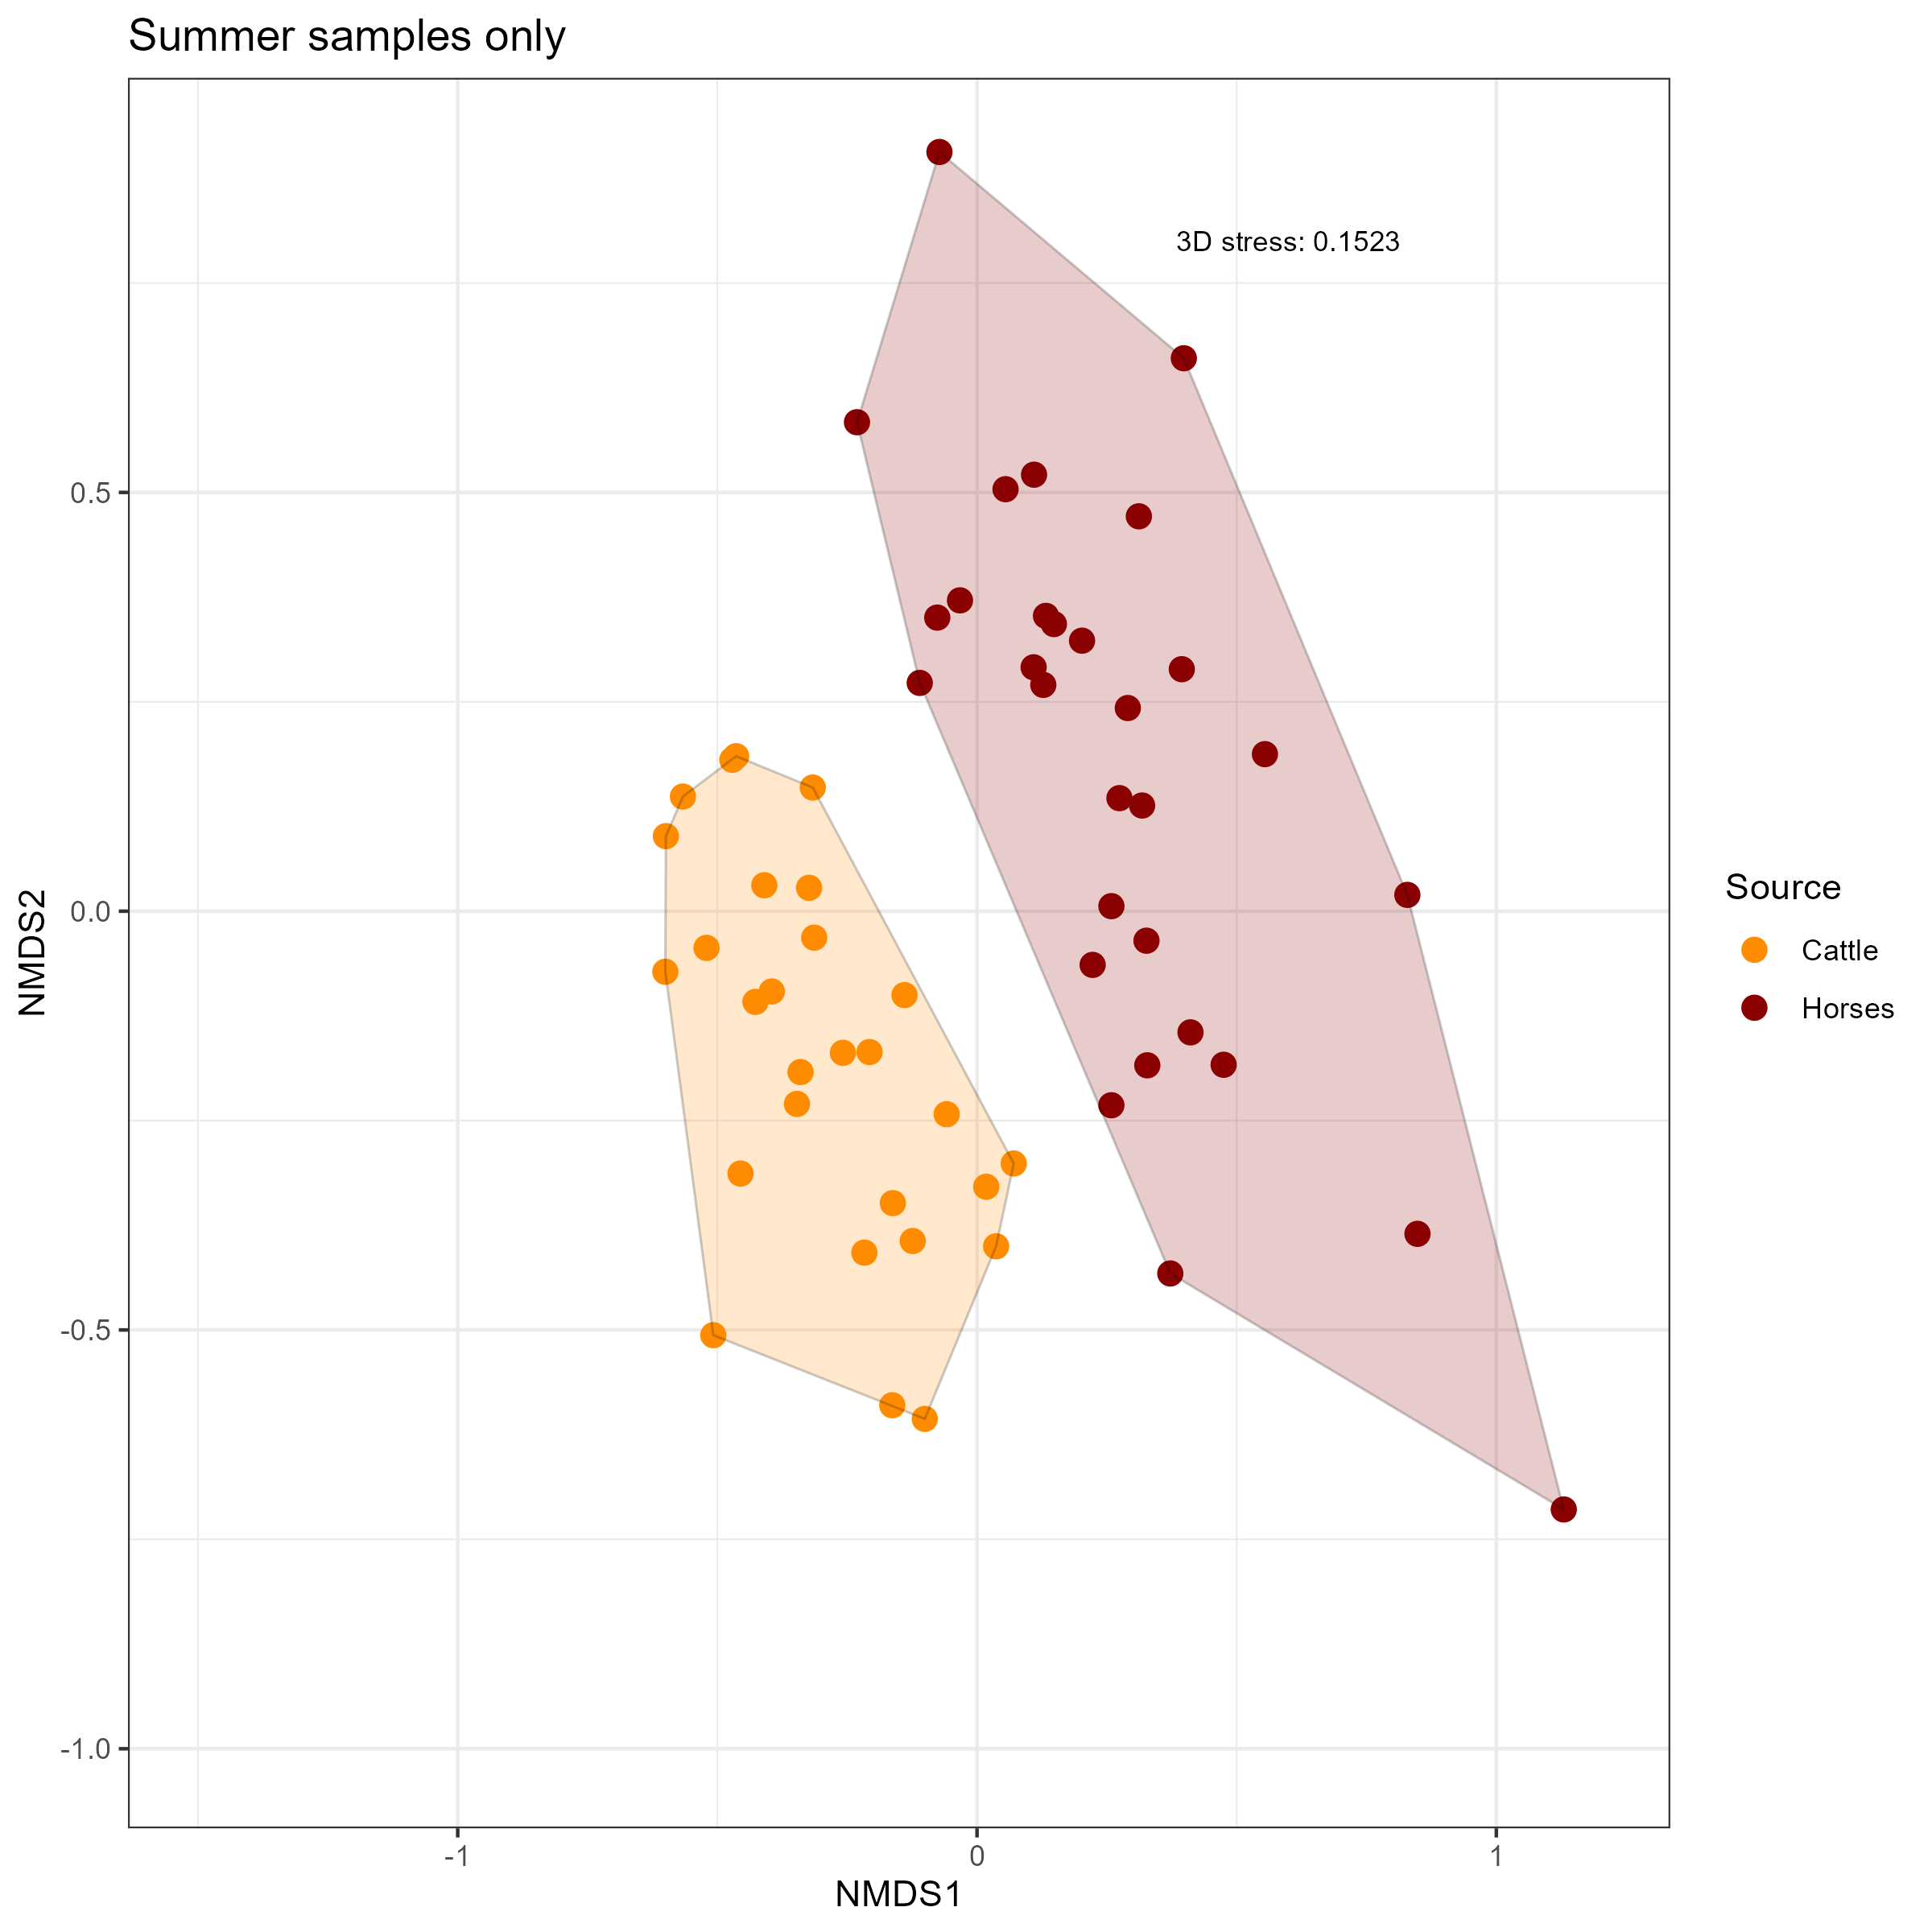 Summer samples only
3D stress: 0.1523
0.5
0.0
-0.5
-1.0
NMDS2
-1
0
1
NMDS1
Source
Cattle
Horses